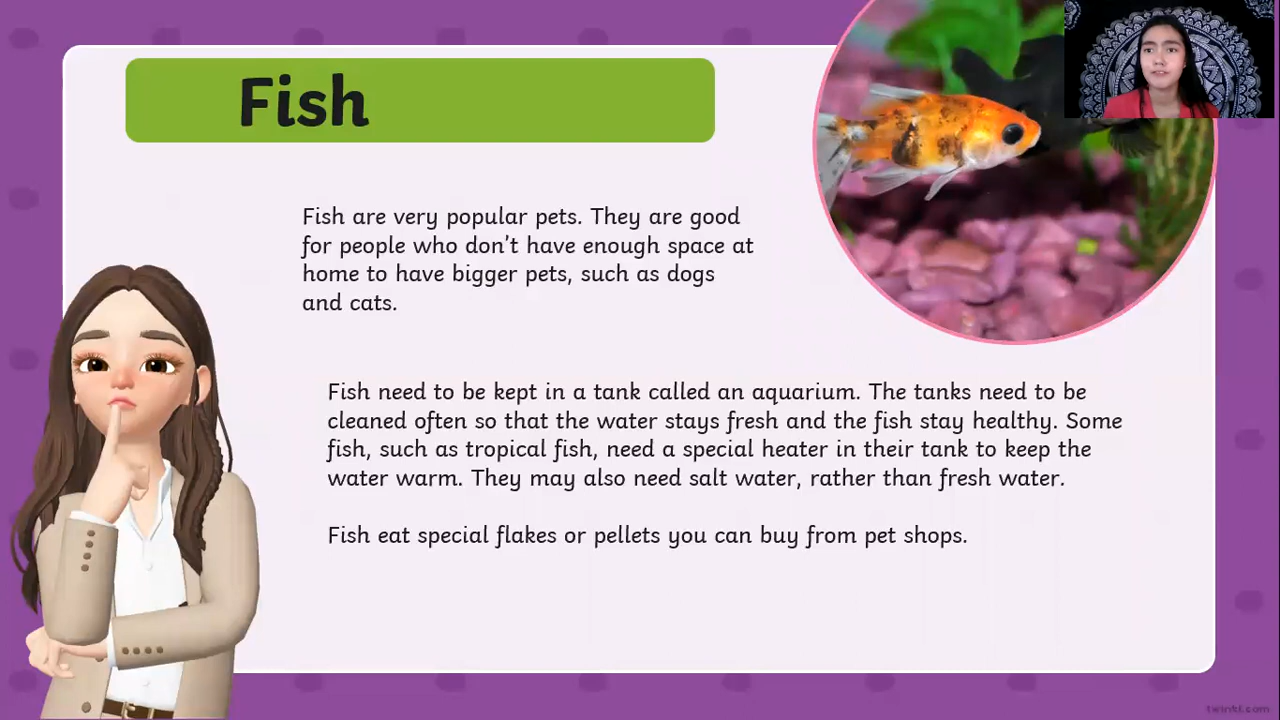 Fish
Fish are very popular pets. They are good
for people who don't have enough space at
home to have bigger pets, such as dogs
and cats.
Fish need to be kept in a tank called an aquarium. The tanks need to be
cleaned often so that the water stays fresh and the fish stay healthy. Some
fish, such as tropical fish, need a special heater in their tank to keep the
water warm. They may also need salt water, rather than fresh water.
Fish eat special flakes or pellets you can buy from pet shops.
twinkl.com